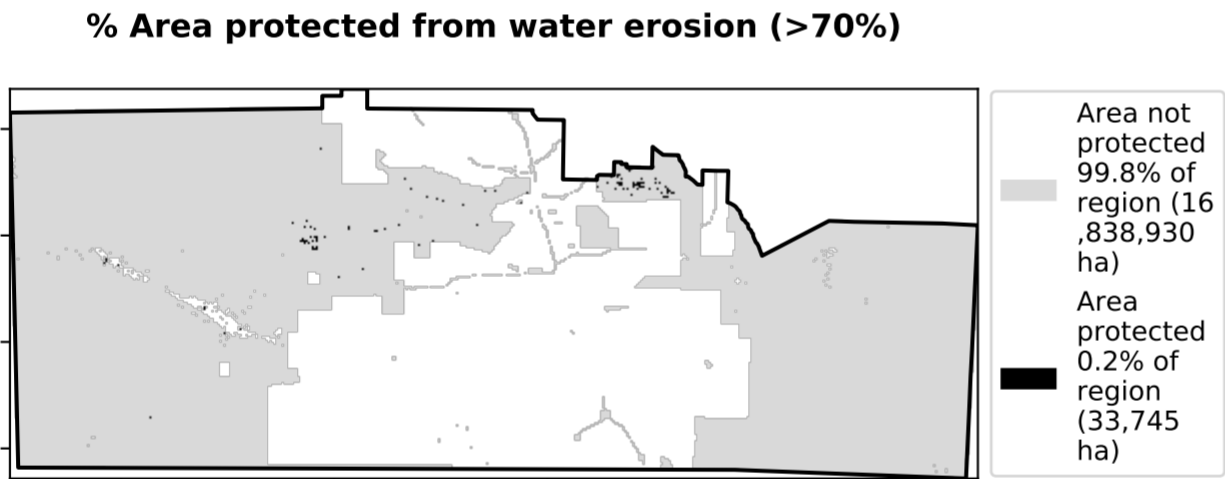 % Area protected from water erosion (>70%)
Area not
protected
99.8% of
region (16
,838,930
ha)
Area
protected
0.2% of
region
(33,745
ha)